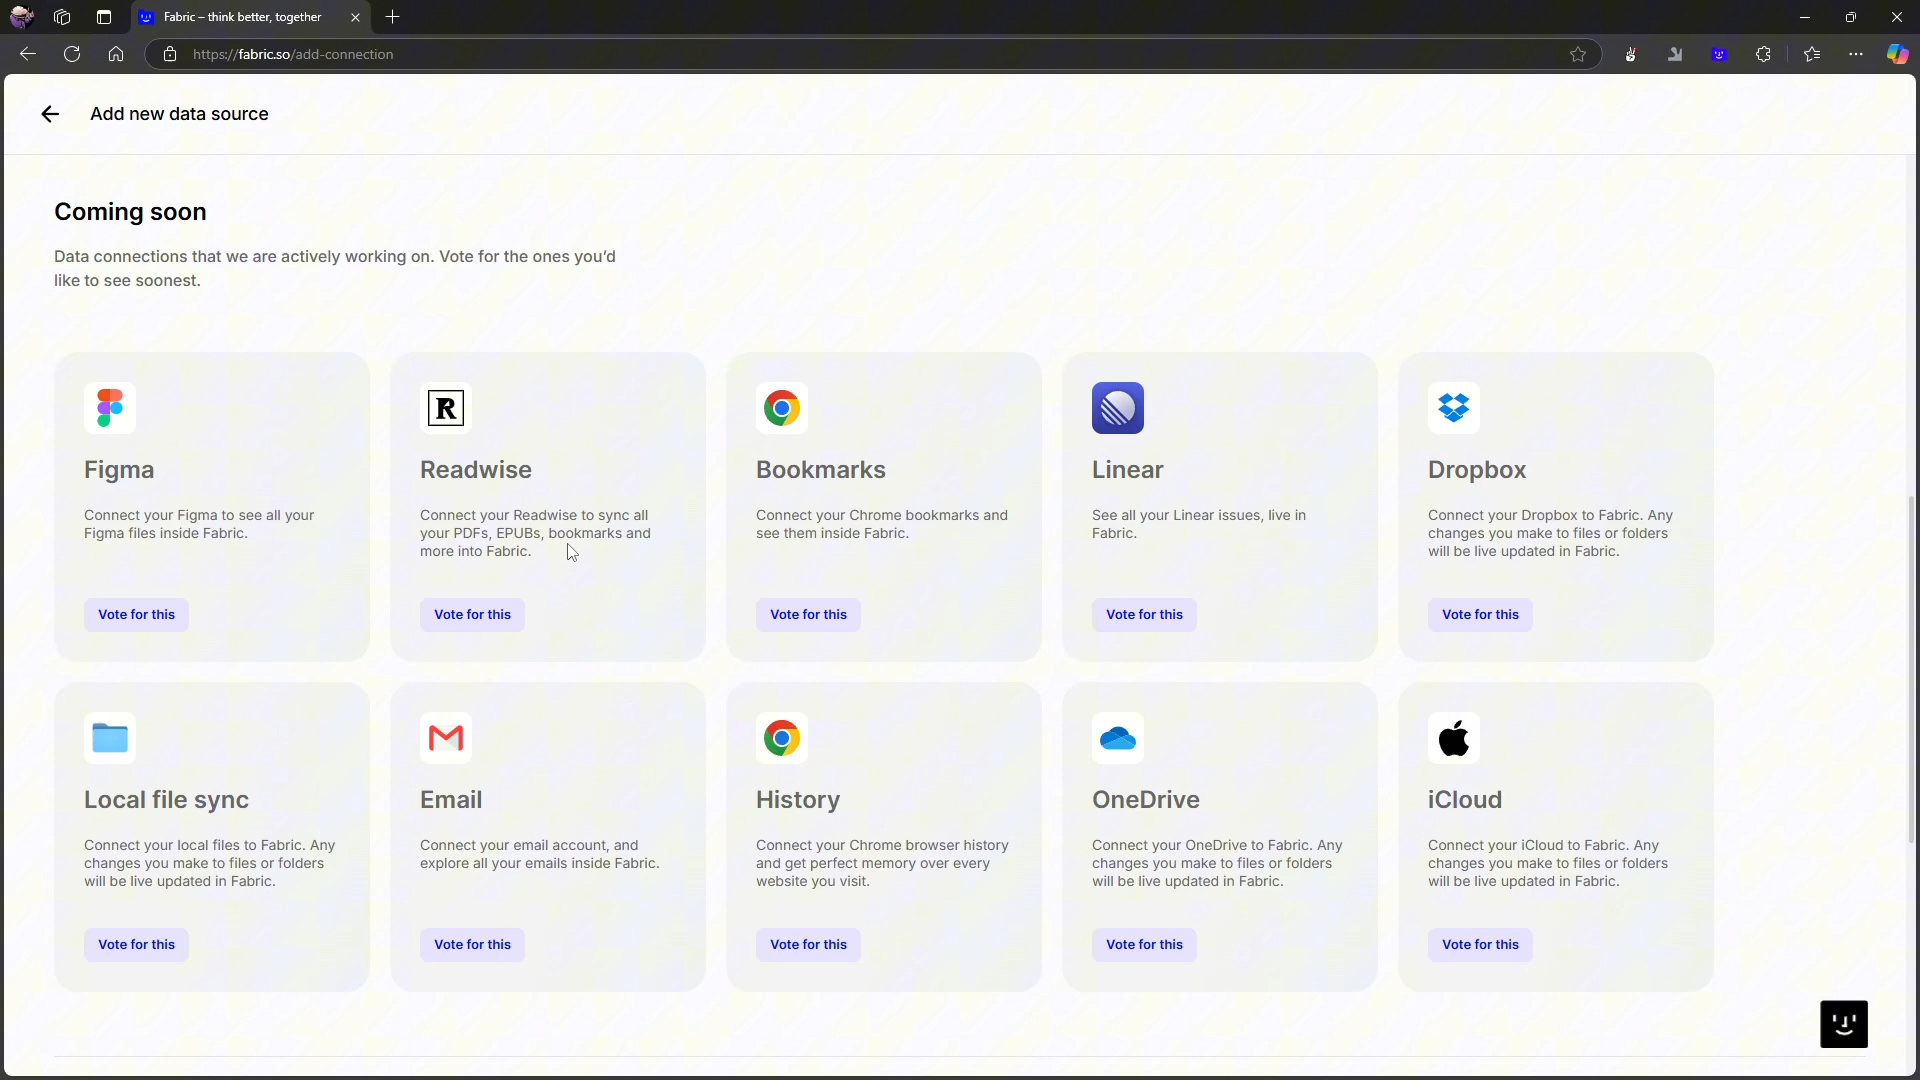 Fabric – think better, together
https://fabric.so/add-connection
Add new data source
Coming soon
Data connections that we are actively working on. Vote for the ones you'd
like to see soonest.
R
Figma
Connect your Figma to see all your
Figma files inside Fabric.
Vote for this
Readwise
Connect your Readwise to sync all
your PDFs, EPUBs, bookmarks and
more into Fabric.
Vote for this
Bookmarks
Connect your Chrome bookmarks and
see them inside Fabric.
Vote for this
Linear
See all your Linear issues, live in
Fabric.
Vote for this
Dropbox
Connect your Dropbox to Fabric. Any
changes you make to files or folders
will be live updated in Fabric.
Vote for this
Local file sync
Connect your local files to Fabric. Any
changes you make to files or folders
will be live updated in Fabric.
Vote for this
Email
Connect your email account, and
explore all your emails inside Fabric.
Vote for this
History
Connect your Chrome browser history
and get perfect memory over every
website you visit.
Vote for this
OneDrive
Connect your OneDrive to Fabric. Any
changes you make to files or folders
will be live updated in Fabric.
Vote for this
iCloud
Connect your iCloud to Fabric. Any
changes you make to files or folders
will be live updated in Fabric.
Vote for this